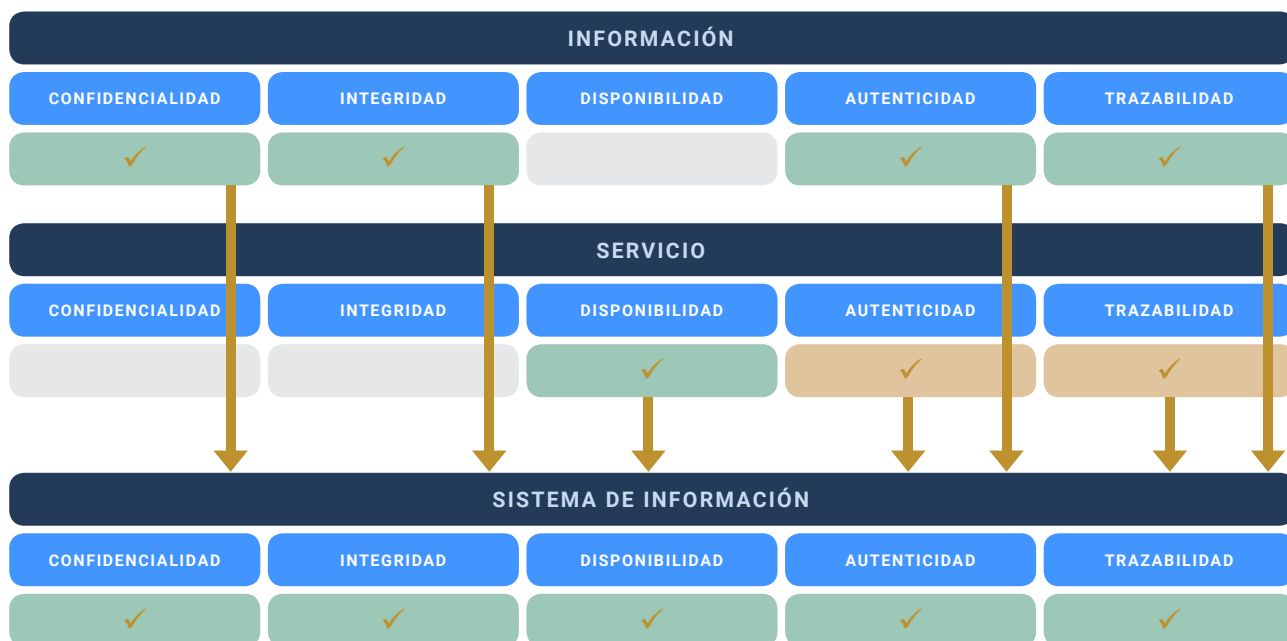 INFORMACIÓN
CONFIDENCIALIDAD INTEGRIDAD DISPONIBILIDAD AUTENTICIDAD TRAZABILIDAD
✓ ✓ ✓ ✓
SERVICIO
CONFIDENCIALIDAD INTEGRIDAD DISPONIBILIDAD AUTENTICIDAD TRAZABILIDAD
✓ ✓ ✓
SISTEMA DE INFORMACIÓN
CONFIDENCIALIDAD INTEGRIDAD DISPONIBILIDAD AUTENTICIDAD TRAZABILIDAD
✓ ✓ ✓ ✓ ✓